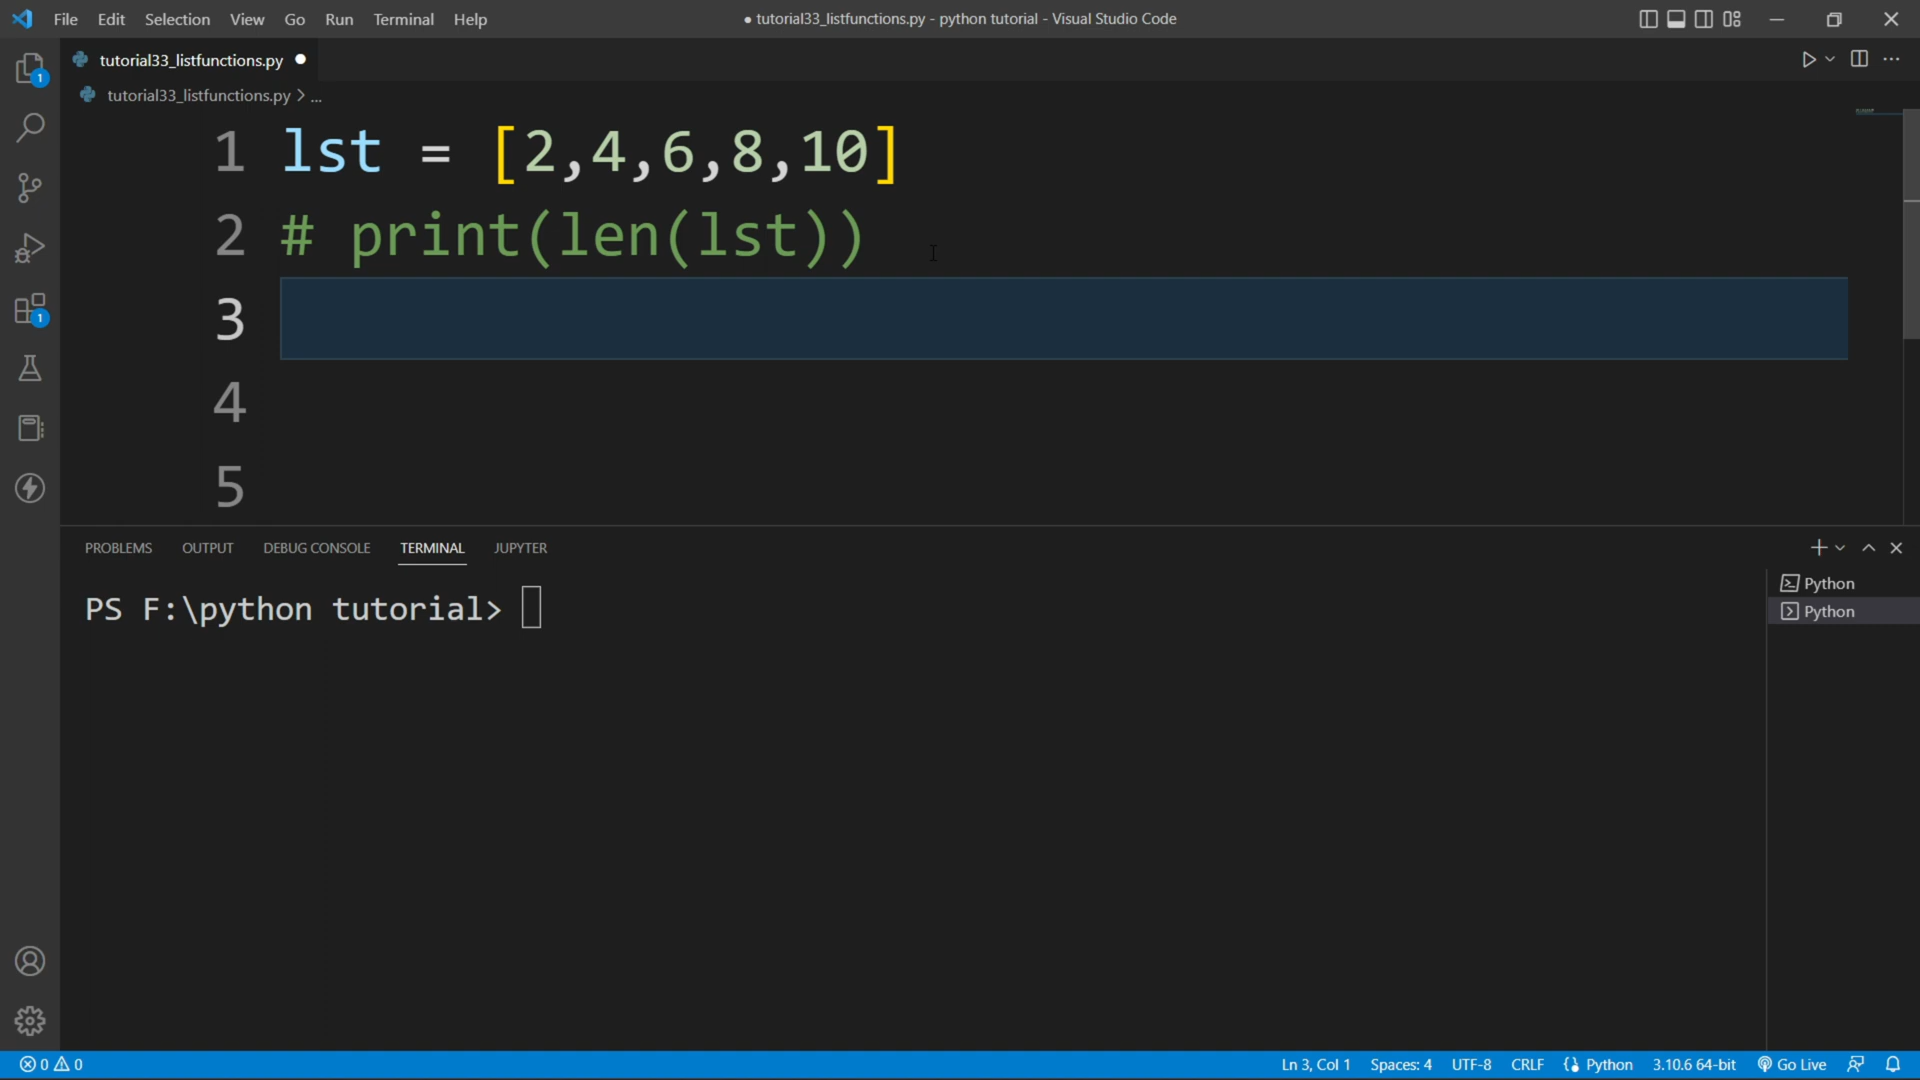 File Edit Selection View Go Run Terminal Help ● tutorial33_listfunctions.py - python tutorial - Visual Studio Code
tutorial33_listfunctions.py ●
tutorial33_listfunctions.py > ...
1 lst = [2,4,6,8,10]
2 # print(len(lst))
3
4
5
PROBLEMS OUTPUT DEBUG CONSOLE TERMINAL JUPYTER
PS F:\python tutorial>
Python
Python
1
1
0 0 Ln 3, Col 1 Spaces: 4 UTF-8 CRLF Python 3.10.6 64-bit Go Live